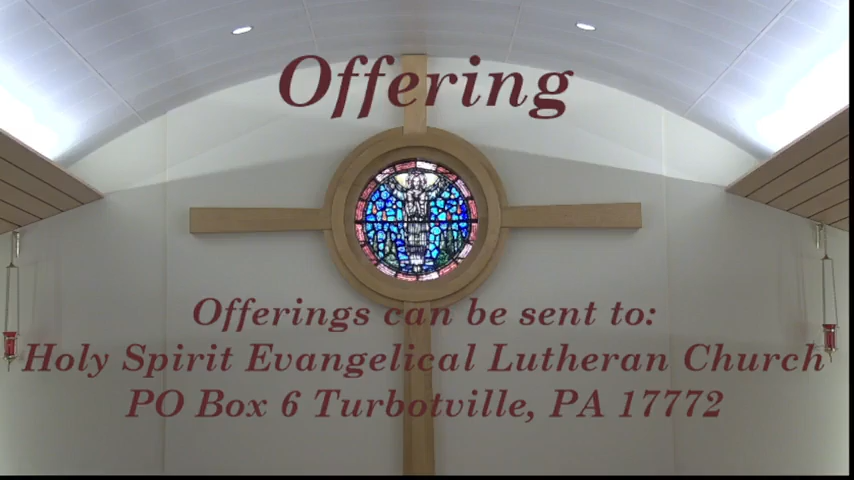 Offering
Offerings can be sent to:
Holy Spirit Evangelical Lutheran Church
PO Box 6 Turbotville, PA 17772